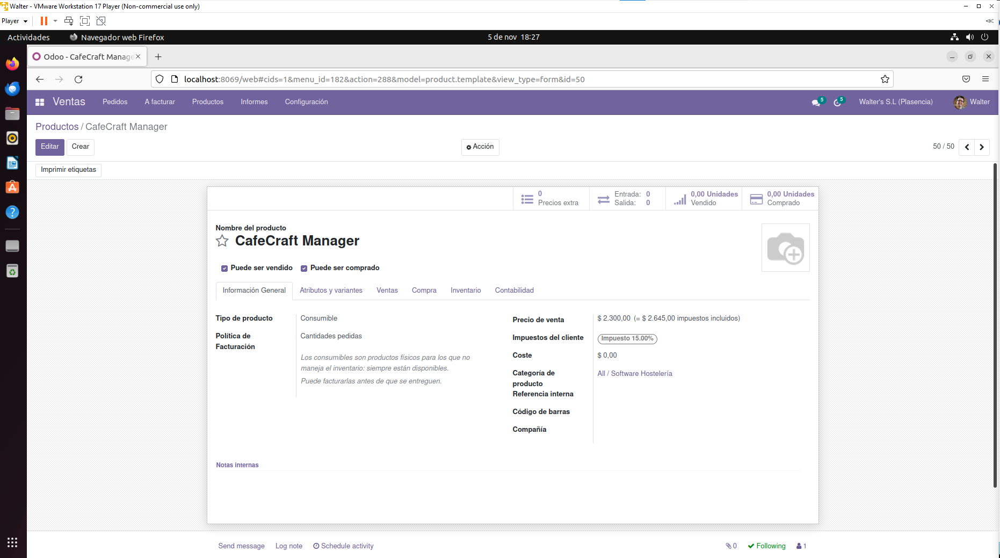 Walter - VMware Workstation 17 Player (Non-commercial use only)
Player
Actividades
Navegador web Firefox
5 de nov 18:27
Odoo - CafeCraft Manage
localhost:8069/web#cids=1&menu_id=182&action=288&model=product.template&view_type=form&id=50
Ventas
Pedidos
A facturar
Productos
Informes
Configuración
5
5
Walter's S.L (Plasencia)
Walter
Productos / CafeCraft Manager
Editar
Crear
Acción
50 / 50
Imprimir etiquetas
0
Precios extra
Entrada: 0
Salida: 0
0,00 Unidades
Vendido
0,00 Unidades
Comprado
Nombre del producto
CafeCraft Manager
Puede ser vendido
Puede ser comprado
Información General
Atributos y variantes
Ventas
Compra
Inventario
Contabilidad
Tipo de producto
Consumible
Política de
Facturación
Cantidades pedidas
Los consumibles son productos físicos para los que no
maneja el inventario: siempre están disponibles.
Puede facturarlas antes de que se entreguen.
Precio de venta
$ 2.300,00 (= $ 2.645,00 impuestos incluidos)
Impuestos del cliente
Impuesto 15.00%
Coste
$ 0,00
Categoría de
producto
All / Software Hostelería
Referencia interna
Código de barras
Compañía
Notas internas
Send message
Log note
Schedule activity
0
Following
1